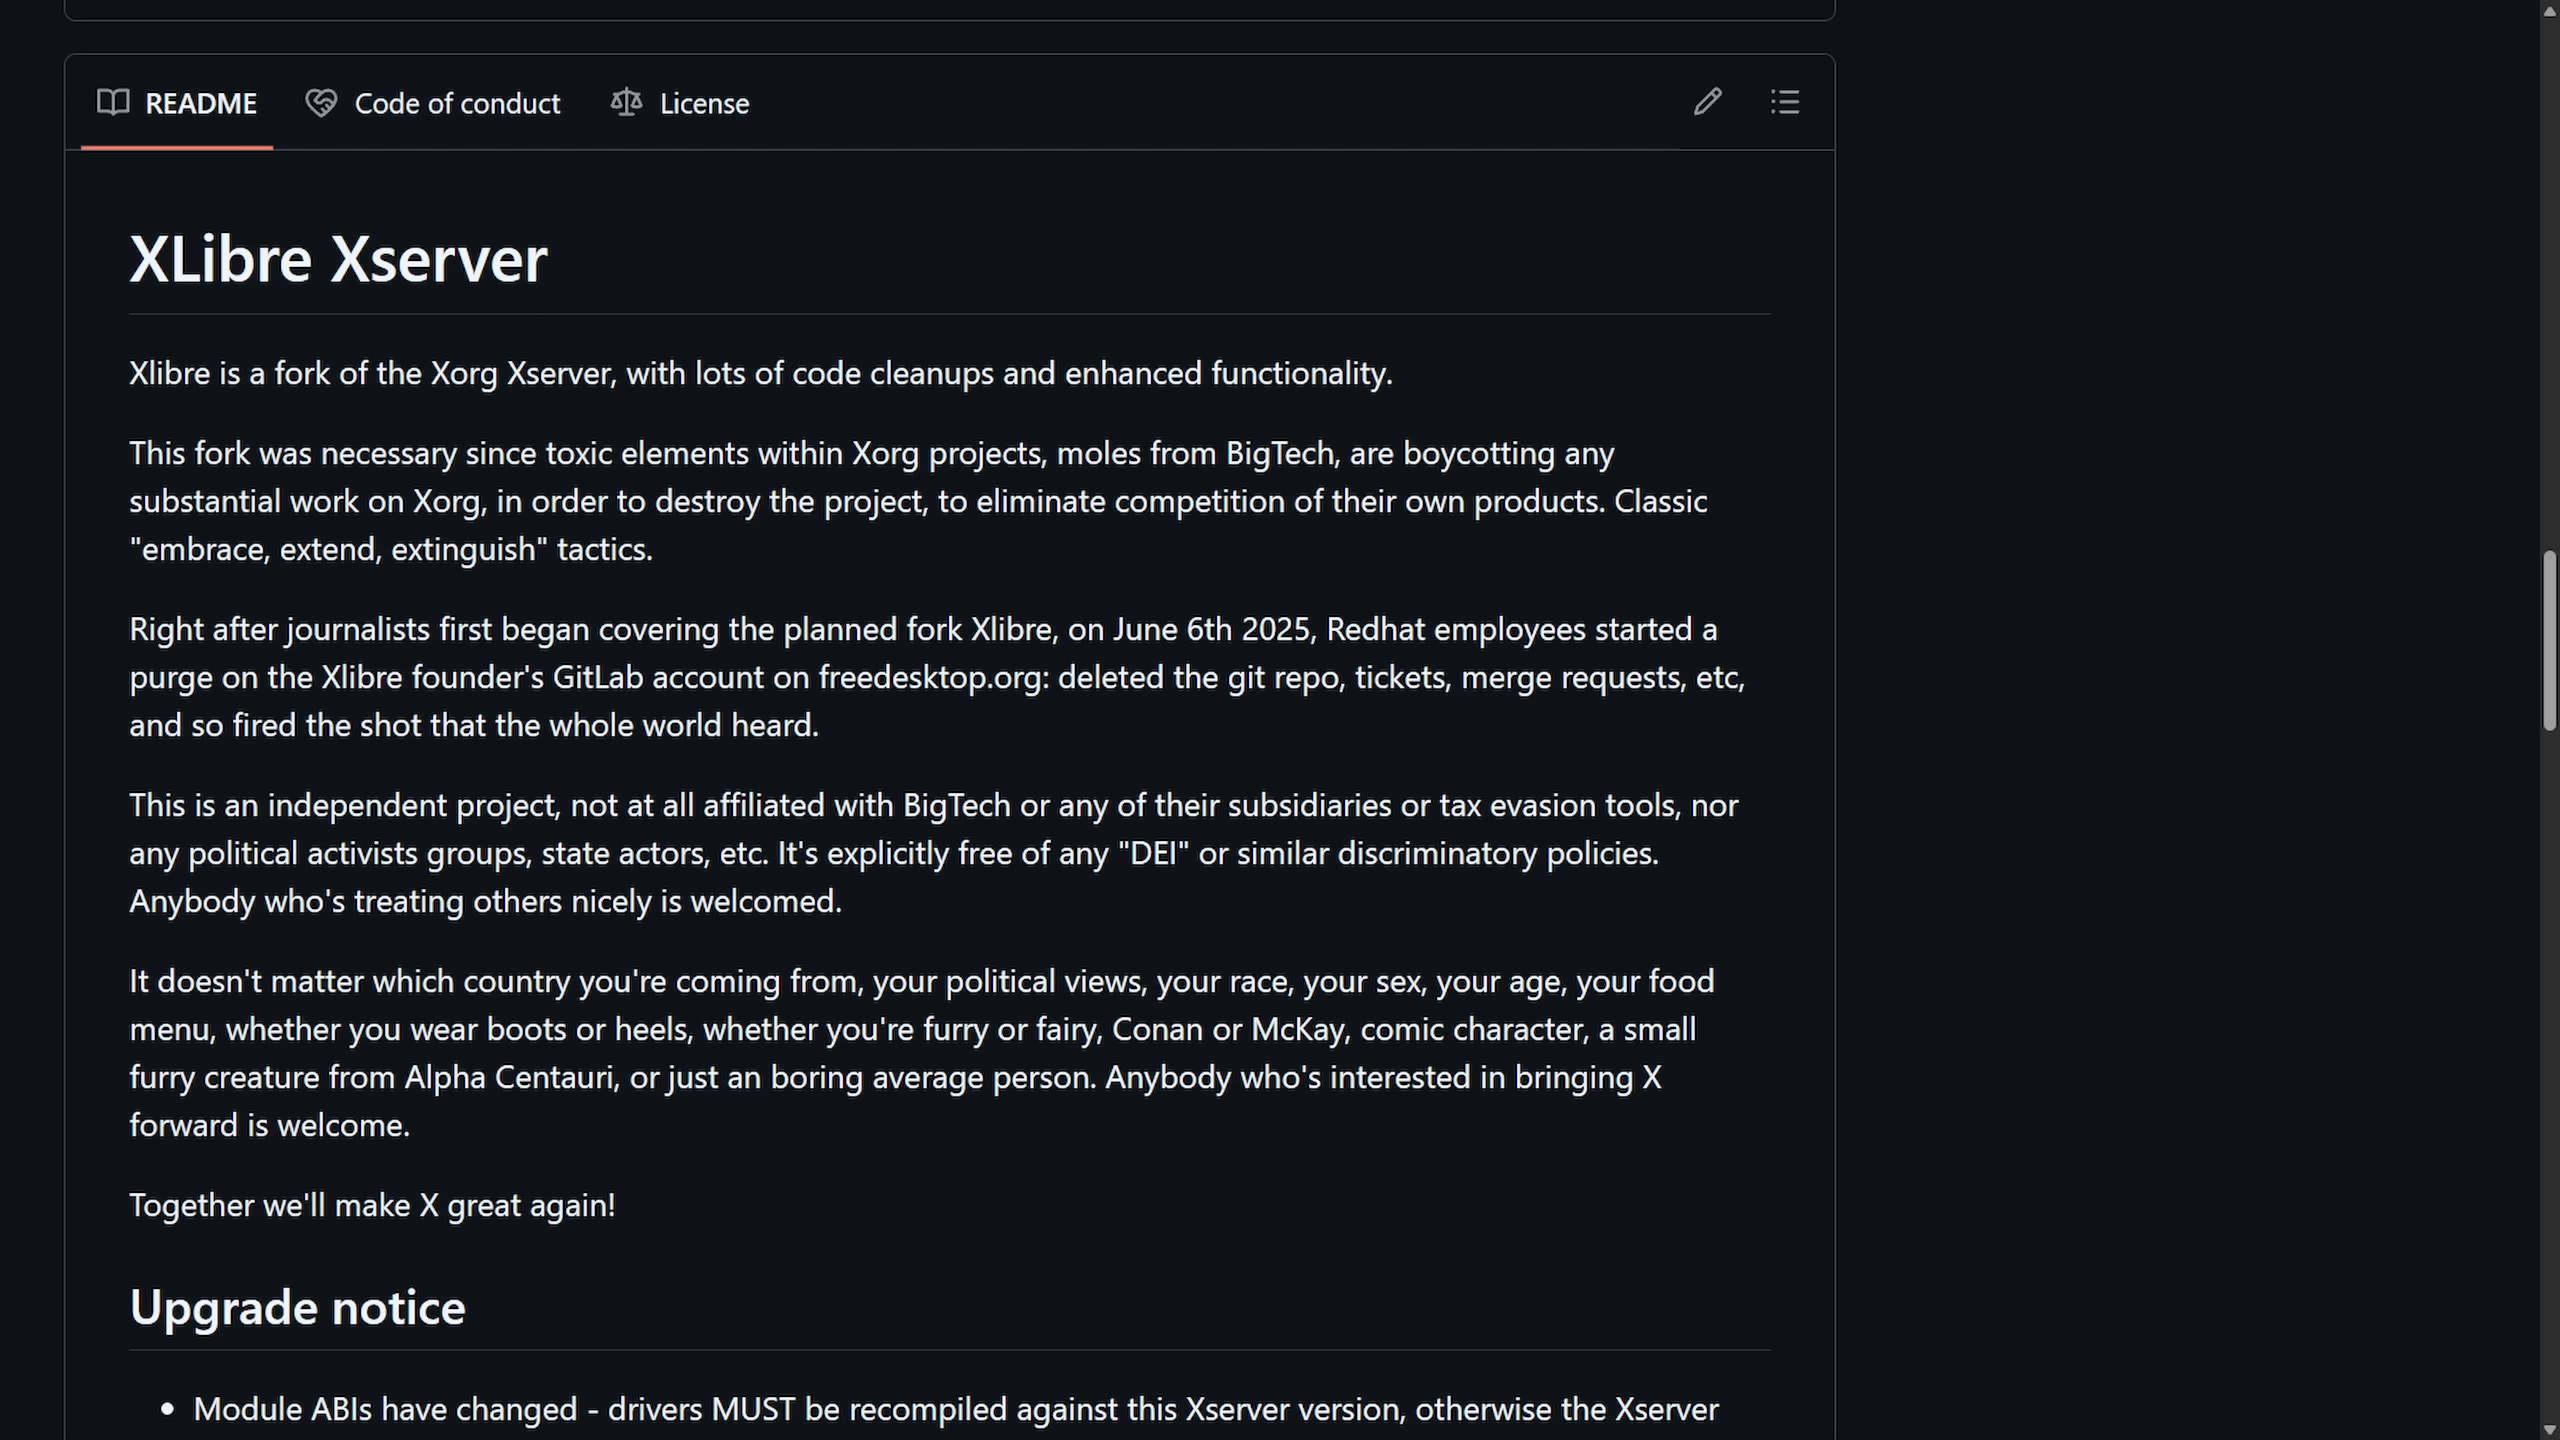 README
Code of conduct
License
XLibre Xserver
Xlibre is a fork of the Xorg Xserver, with lots of code cleanups and enhanced functionality.
This fork was necessary since toxic elements within Xorg projects, moles from BigTech, are boycotting any
substantial work on Xorg, in order to destroy the project, to eliminate competition of their own products. Classic
"embrace, extend, extinguish" tactics.
Right after journalists first began covering the planned fork Xlibre, on June 6th 2025, Redhat employees started a
purge on the Xlibre founder's GitLab account on freedesktop.org: deleted the git repo, tickets, merge requests, etc,
and so fired the shot that the whole world heard.
This is an independent project, not at all affiliated with BigTech or any of their subsidiaries or tax evasion tools, nor
any political activists groups, state actors, etc. It's explicitly free of any "DEI" or similar discriminatory policies.
Anybody who's treating others nicely is welcomed.
It doesn't matter which country you're coming from, your political views, your race, your sex, your age, your food
menu, whether you wear boots or heels, whether you're furry or fairy, Conan or McKay, comic character, a small
furry creature from Alpha Centauri, or just an boring average person. Anybody who's interested in bringing X
forward is welcome.
Together we'll make X great again!
Upgrade notice
• Module ABIs have changed - drivers MUST be recompiled against this Xserver version, otherwise the Xserver